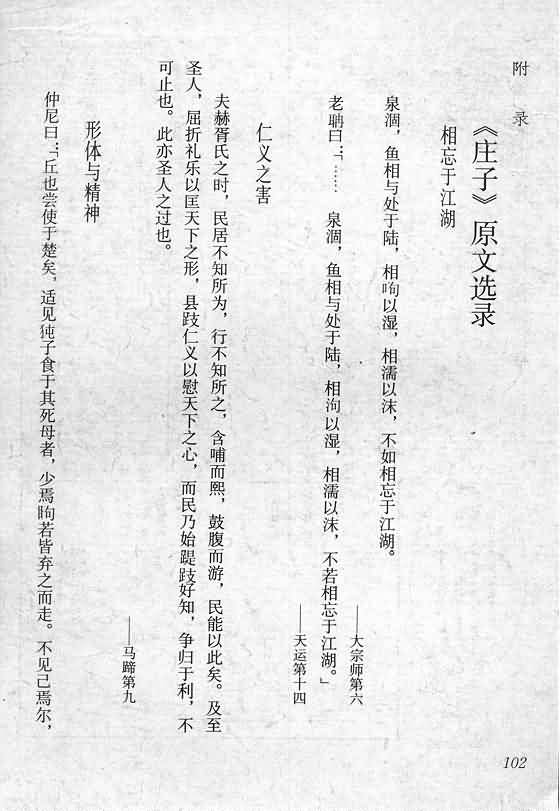 附录
《庄子》原文选录
相忘于江湖
泉涸，鱼相与处于陆，相呴以湿，相濡以沫，不如相忘于江湖。
——大宗师第六
老聃曰：“……　泉涸，鱼相与处于陆，相泃以湿，相濡以沫，不若相忘于江湖。”
——天运第十四
仁义之害
夫赫胥氏之时，民居不知所为，行不知所之，含哺而熙，鼓腹而游，民能以此矣。及至
圣人，屈折礼乐以匡天下之形，县跂仁义以慰天下之心，而民乃始踶跂好知，争归于利，不
可止也。此亦圣人之过也。
——马蹄第九
形体与精神
仲尼曰：“丘也尝使于楚矣，适见㹠子食于其死母者，少焉眴若皆弃之而走。不见己焉尔，
102